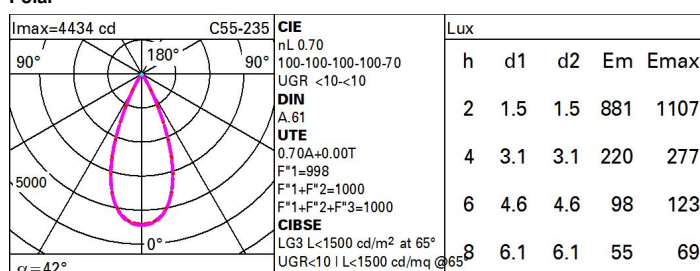 Polar
Imax=4434 cd C55-235
90° 180° 90°
5000
0°
α=42°
CIE
nL 0.70
100-100-100-100-70
UGR <10-<10
DIN
A.61
UTE
0.70A+0.00T
F"1=998
F"1+F"2=1000
F"1+F"2+F"3=1000
CIBSE
LG3 L<1500 cd/m² at 65°
UGR<10 | L<1500 cd/mq @65°
Lux
h d1 d2 Em Emax
2 1.5 1.5 881 1107
4 3.1 3.1 220 277
6 4.6 4.6 98 123
8 6.1 6.1 55 69